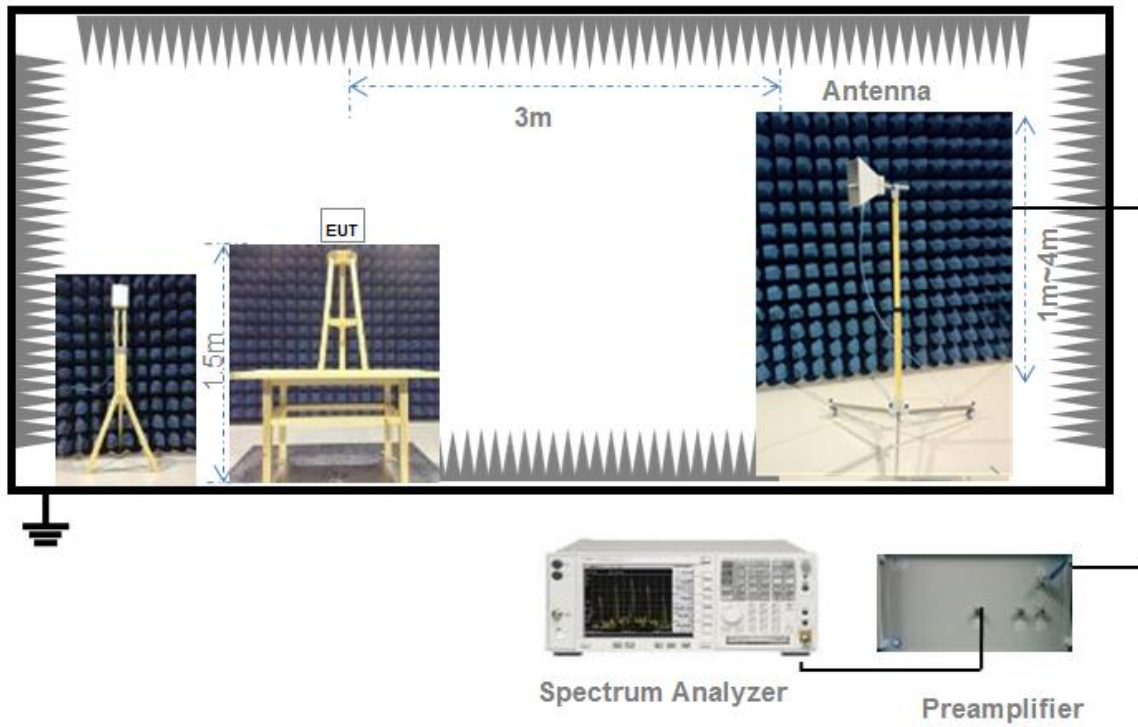 Antenna
3m
EUT
1.5m
1m~4m
Spectrum Analyzer
Preamplifier